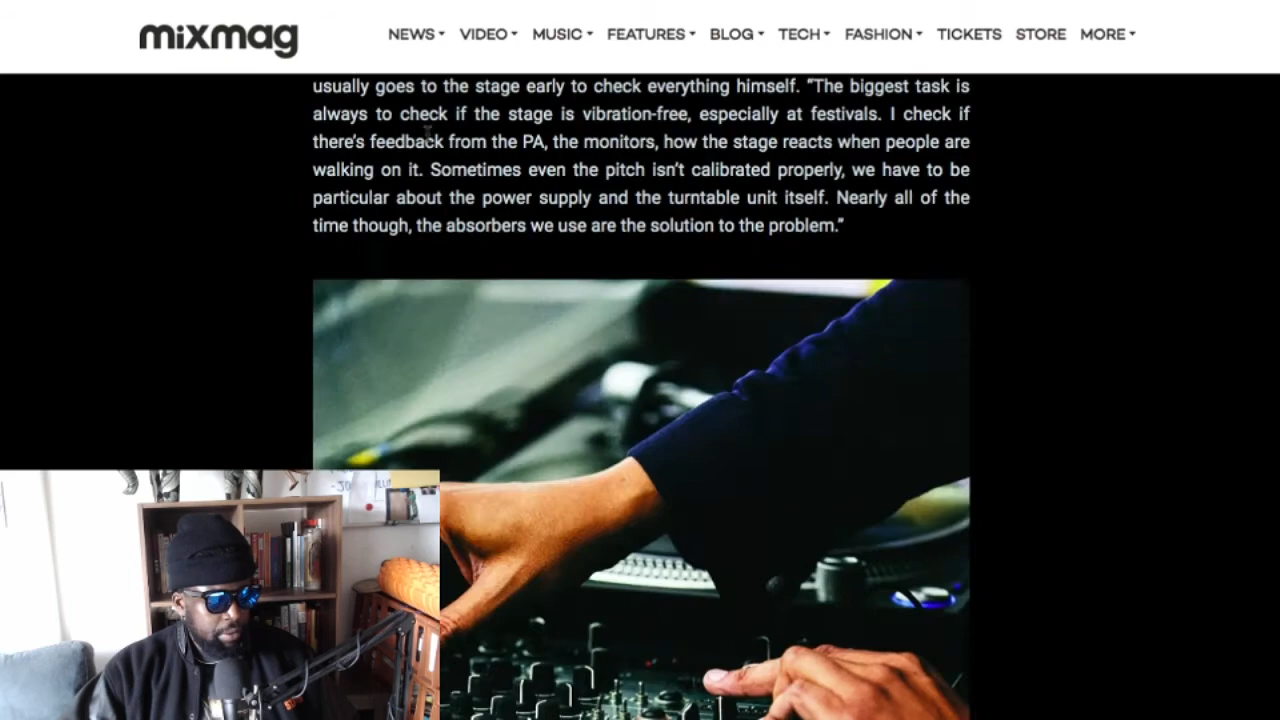 mixmag
NEWS VIDEO MUSIC FEATURES BLOG TECH FASHION TICKETS STORE MORE
usually goes to the stage early to check everything himself. “The biggest task is
always to check if the stage is vibration-free, especially at festivals. I check if
there’s feedback from the PA, the monitors, how the stage reacts when people are
walking on it. Sometimes even the pitch isn’t calibrated properly, we have to be
particular about the power supply and the turntable unit itself. Nearly all of the
time though, the absorbers we use are the solution to the problem.”